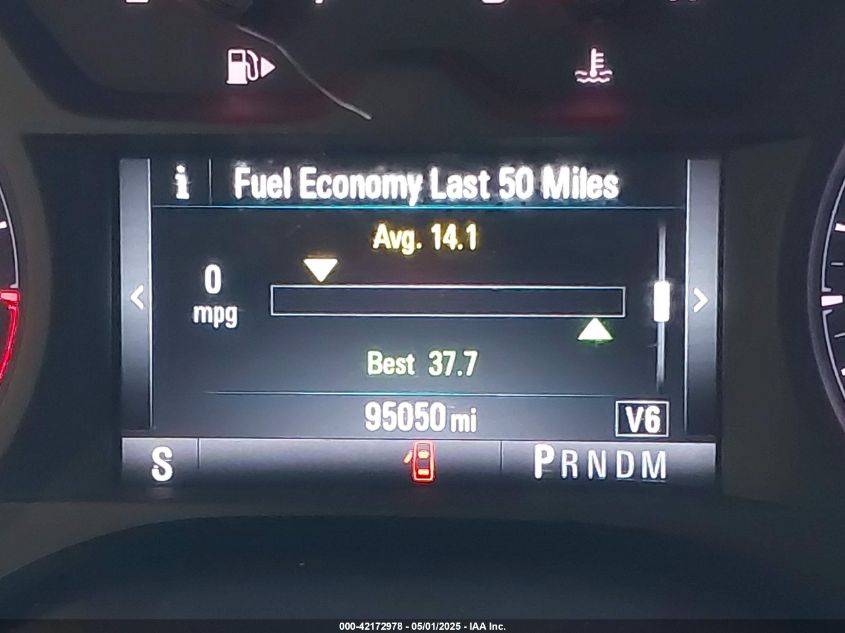 i Fuel Economy Last 50 Miles
Avg. 14.1
0
mpg
Best 37.7
95050 mi V6
S PRNDM
000-42172978 - 05/01/2025 - IAA Inc.